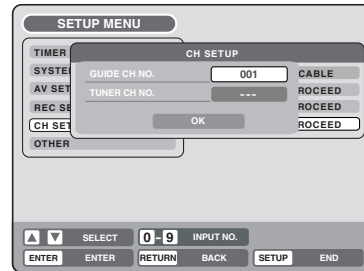 SETUP MENU
TIMER
CH SETUP
SYSTE
GUIDE CH NO. 001
CABLE
AV SET
TUNER CH NO. ---
ROCEED
REC SE
ROCEED
CH SET
OK
ROCEED
OTHER
SELECT 0-9 INPUT NO.
ENTER ENTER RETURN BACK SETUP END